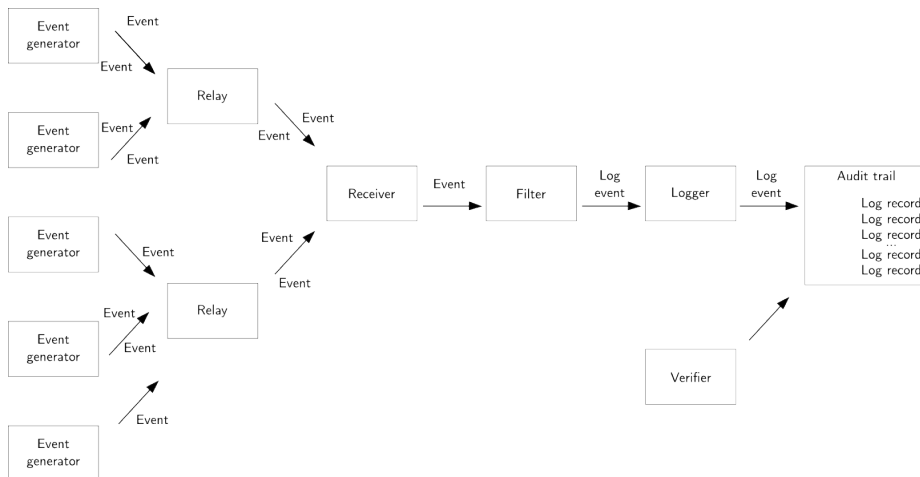 Event
generator
Event
Event
Relay
Event
generator
Event
Event
Event
Event
Receiver
Event
Filter
Log
event
Logger
Log
event
Audit trail
Log record
Log record
Log record
...
Log record
Log record
Event
generator
Event
Event
Event
Relay
Event
generator
Event
Event
Event
Event
generator
Verifier